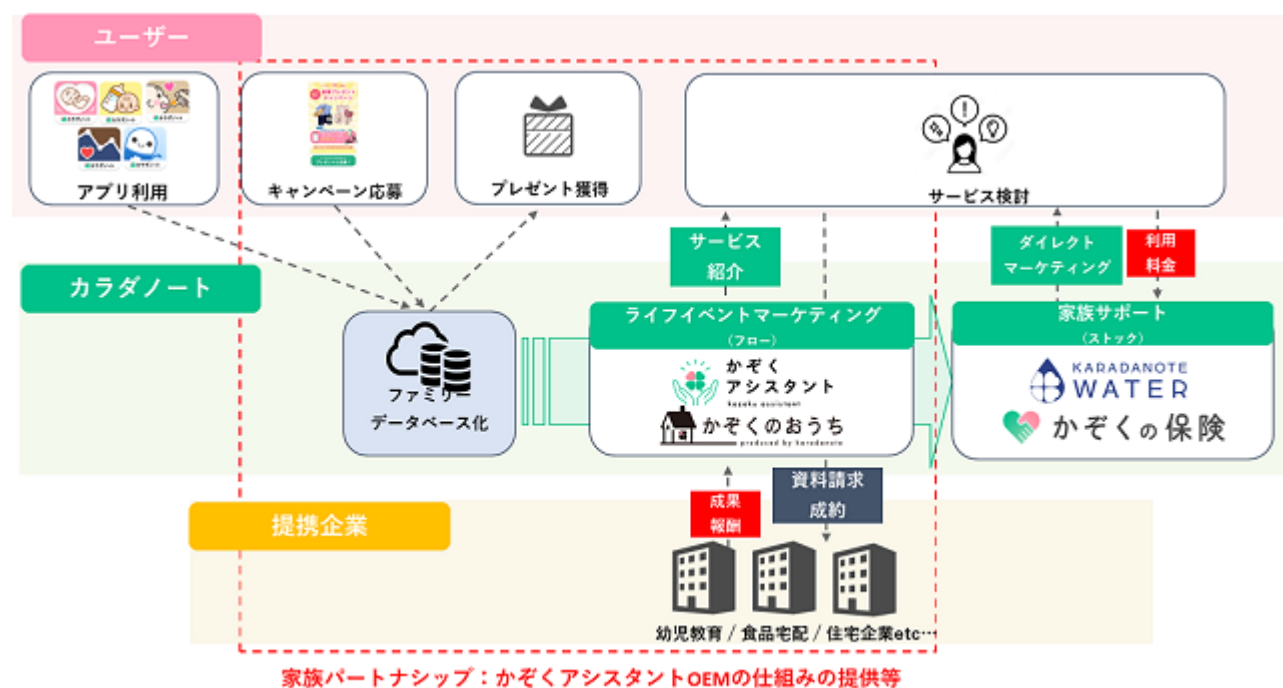 ユーザー
アプリ利用
キャンペーン応募
プレゼント獲得
サービス検討
サービス
紹介
ダイレクト
マーケティング
利用
料金
カラダノート
ファミリー
データベース化
ライフイベントマーケティング
(フロー)
かぞく
アシスタント
kazoku assistant
かぞくのおうち
produced by karadanote
家族サポート
(ストック)
KARADANOTE
WATER
かぞくの保険
成果
報酬
資料請求
成約
提携企業
幼児教育 / 食品宅配 / 住宅企業etc…
家族パートナシップ：かぞくアシスタントOEMの仕組みの提供等